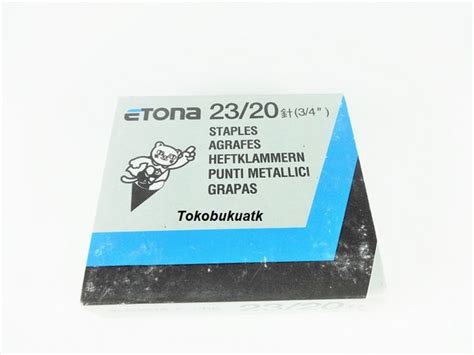 ETONA 23/20 針(3/4")
STAPLES
AGRAFES
HEFTKLAMMERN
PUNTI METALLICI
GRAPAS
Tokobukuatk
23/20